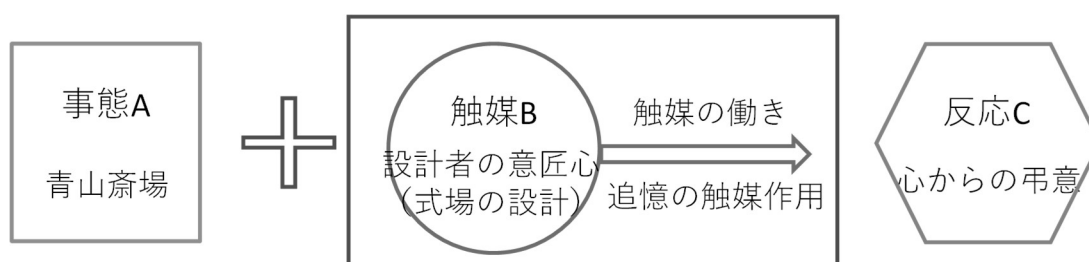 事態A
青山斎場
触媒B
設計者の意匠心
（式場の設計）
触媒の働き
追憶の触媒作用
反応C
心からの弔意